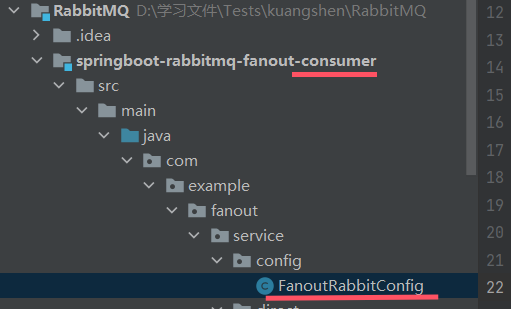 RabbitMQ D:\学习文件\Tests\kuangshen\RabbitMQ
.idea
springboot-rabbitmq-fanout-consumer
src
main
java
com
example
fanout
service
config
FanoutRabbitConfig
direct
12
13
14
15
16
17
18
19
20
21
22